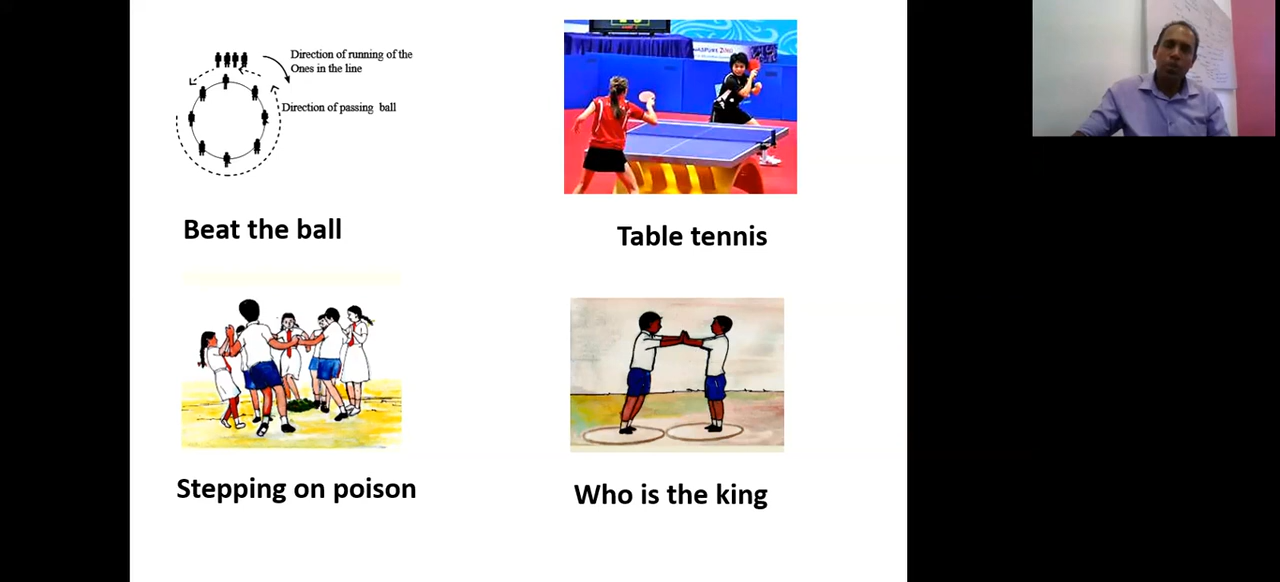 Direction of running of the
Ones in the line
Direction of passing ball
Beat the ball
Table tennis
Stepping on poison
Who is the king